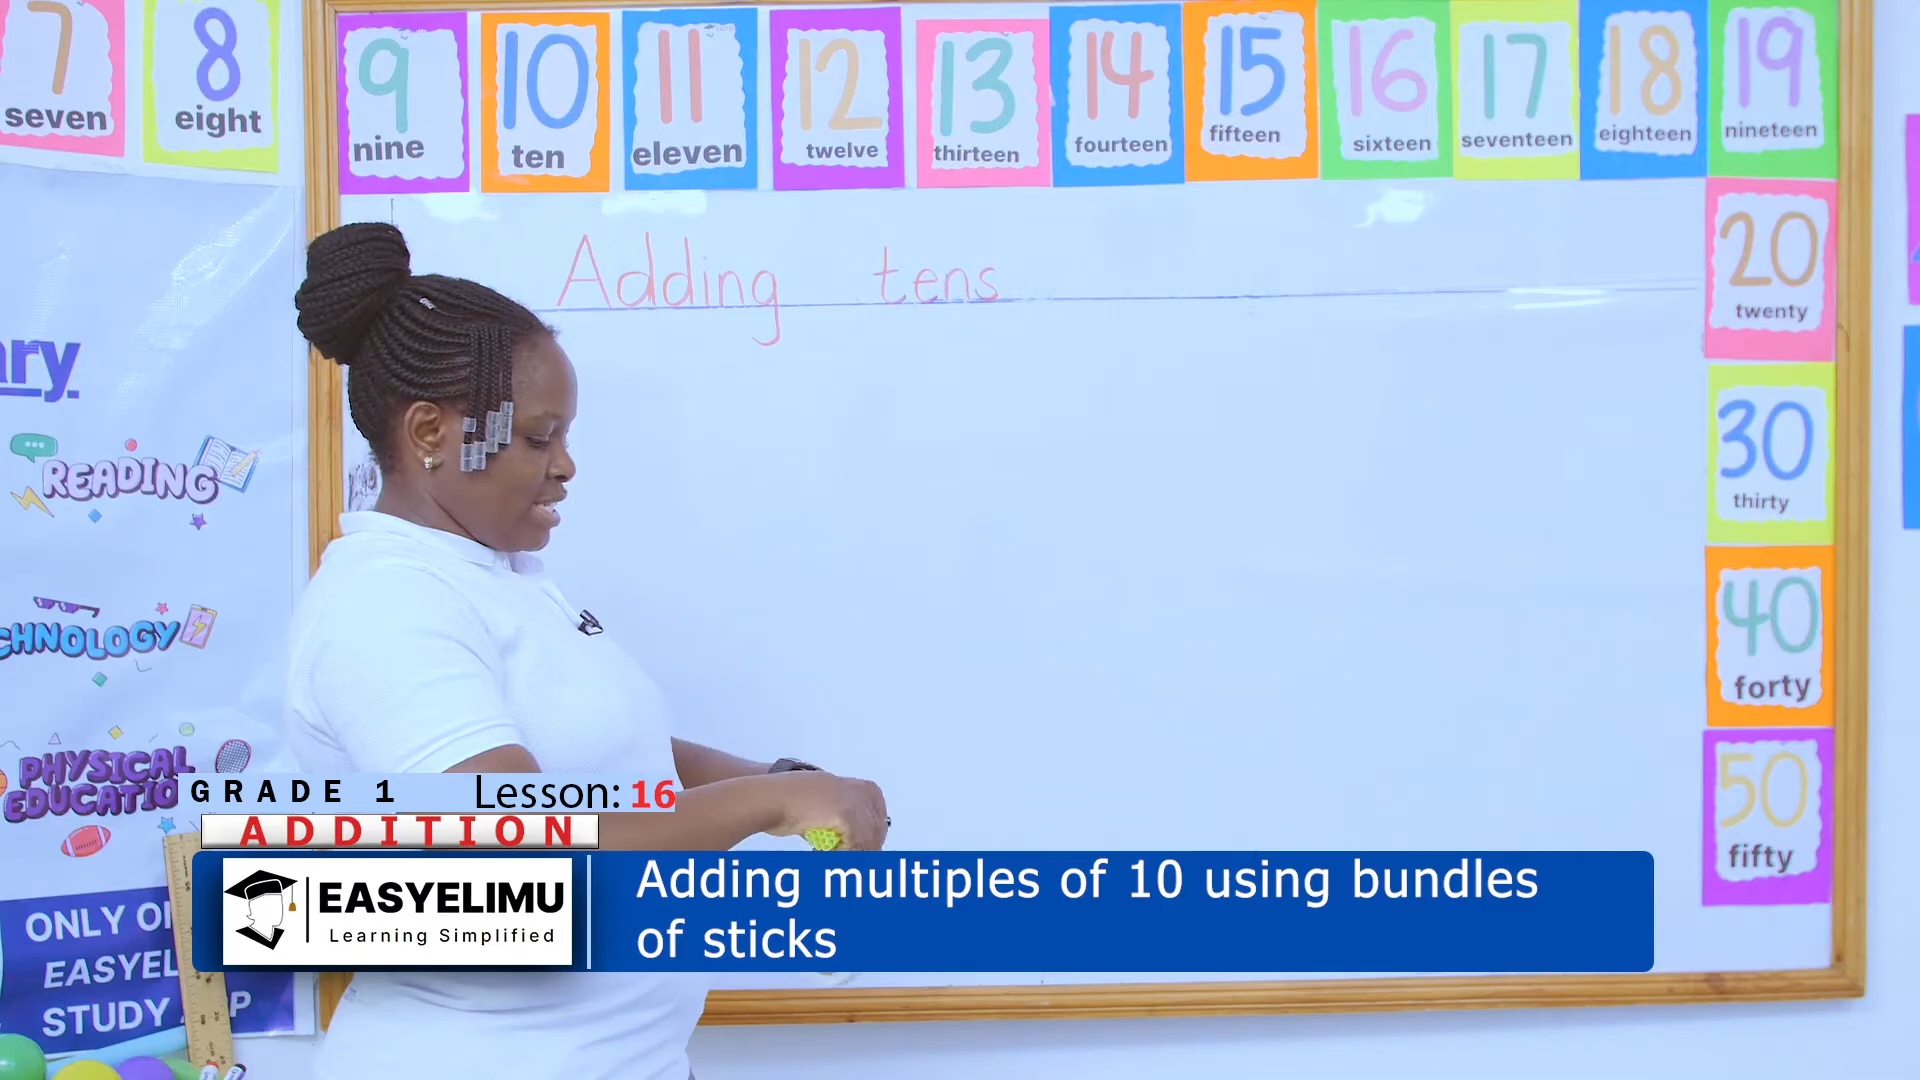 7
seven
8
eight
9
nine
10
ten
11
eleven
12
twelve
13
thirteen
14
fourteen
15
fifteen
16
sixteen
17
seventeen
18
eighteen
19
nineteen
20
twenty
30
thirty
40
forty
50
fifty
Adding tens
ary
READING
CHNOLOGY
PHYSICAL
EDUCATIO
ONLY O
EASYEL
STUDY A P
GRADE 1 Lesson: 16
ADDITION
EASYELIMU
Learning Simplified
Adding multiples of 10 using bundles
of sticks